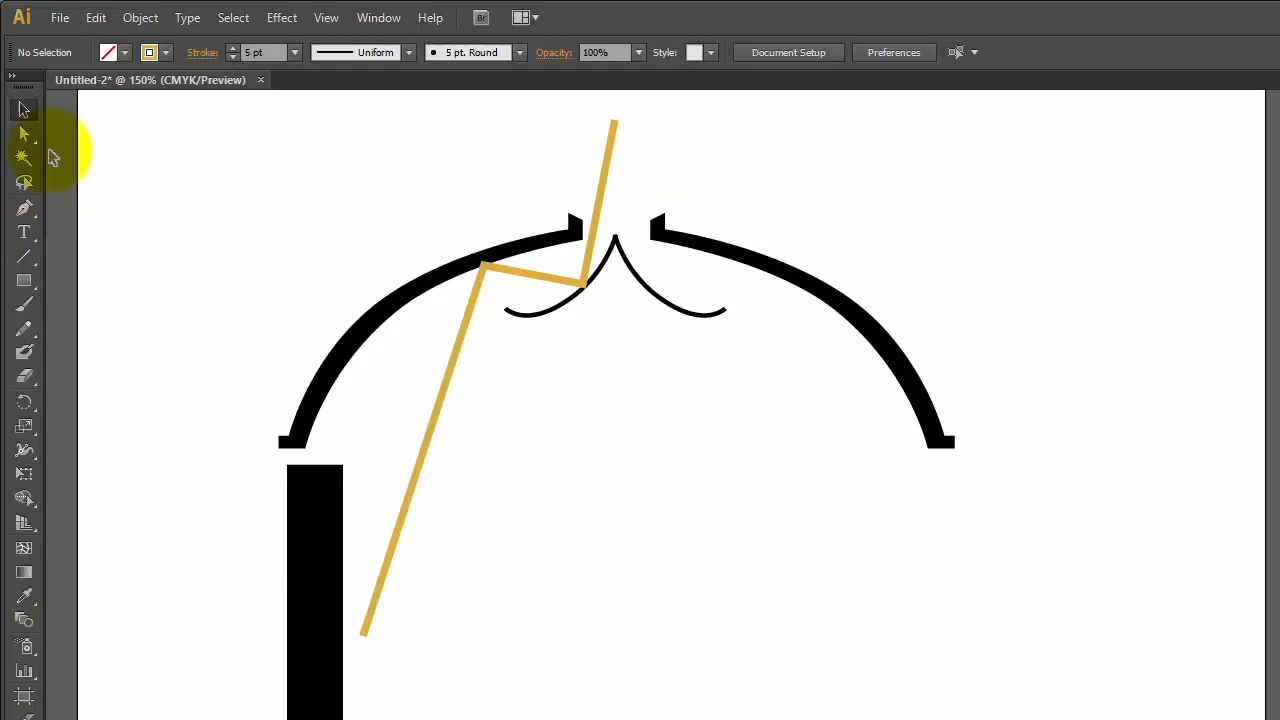 Ai File Edit Object Type Select Effect View Window Help Br
No Selection Stroke: 5 pt Uniform 5 pt. Round Opacity: 100% Style: Document Setup Preferences
Untitled-2* @ 150% (CMYK/Preview) ×
T